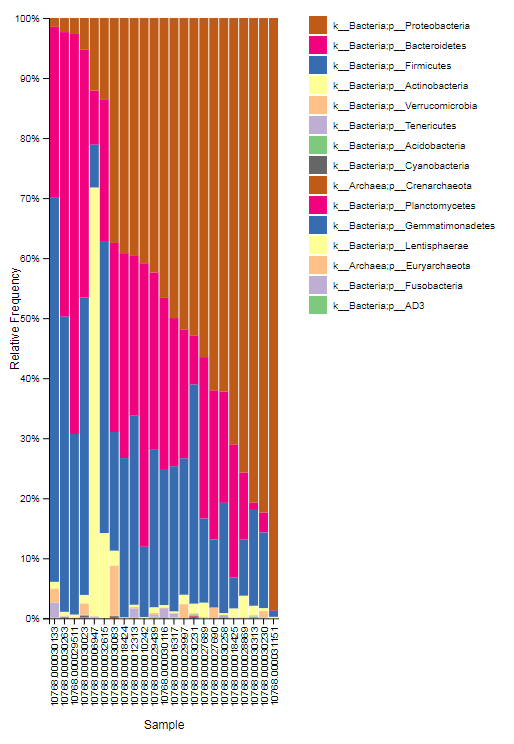 100%
90%
80%
70%
60%
50%
40%
30%
20%
10%
0%
Relative Frequency
10768.000030133
10768.000030263
10768.000029511
10768.000030023
10768.000006947
10768.000032615
10768.000030083
10768.000018424
10768.000012313
10768.000010242
10768.000029439
10768.000030116
10768.000016317
10768.000029997
10768.000030231
10768.000027689
10768.000027690
10768.000030256
10768.000018425
10768.000028869
10768.000030313
10768.000030230
10768.000031151
Sample
k__Bacteria;p__Proteobacteria
k__Bacteria;p__Bacteroidetes
k__Bacteria;p__Firmicutes
k__Bacteria;p__Actinobacteria
k__Bacteria;p__Verrucomicrobia
k__Bacteria;p__Tenericutes
k__Bacteria;p__Acidobacteria
k__Bacteria;p__Cyanobacteria
k__Archaea;p__Crenarchaeota
k__Bacteria;p__Planctomycetes
k__Bacteria;p__Gemmatimonadetes
k__Bacteria;p__Lentisphaerae
k__Archaea;p__Euryarchaeota
k__Bacteria;p__Fusobacteria
k__Bacteria;p__AD3